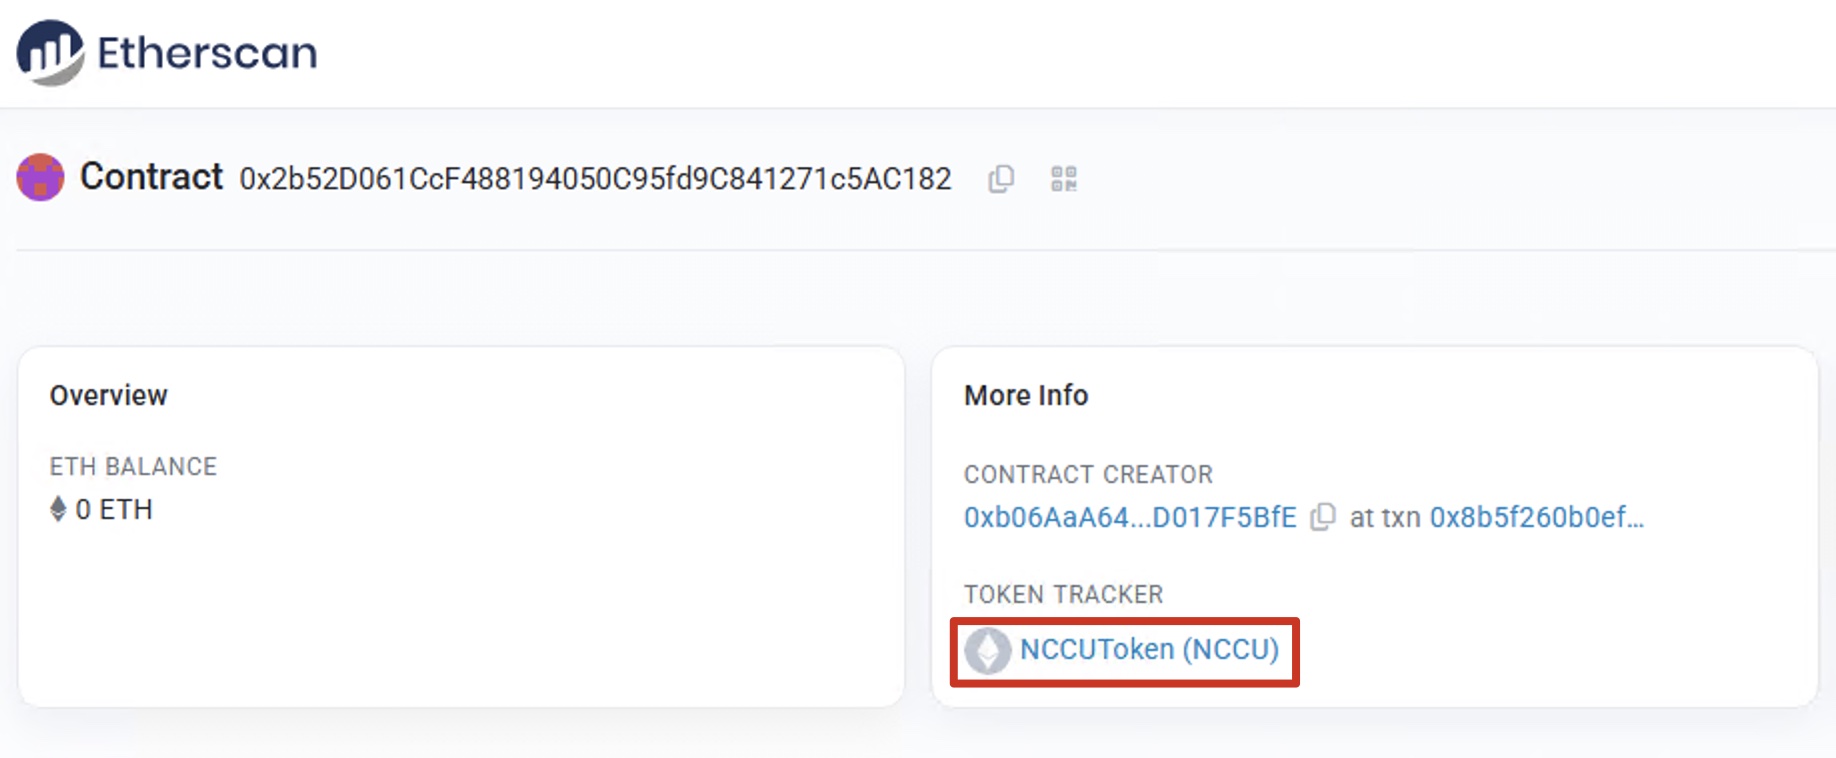 Etherscan
Contract 0x2b52D061CcF488194050C95fd9C841271c5AC182
Overview
ETH BALANCE
0 ETH
More Info
CONTRACT CREATOR
0xb06AaA64...D017F5BfE at txn 0x8b5f260b0ef...
TOKEN TRACKER
NCCUToken (NCCU)